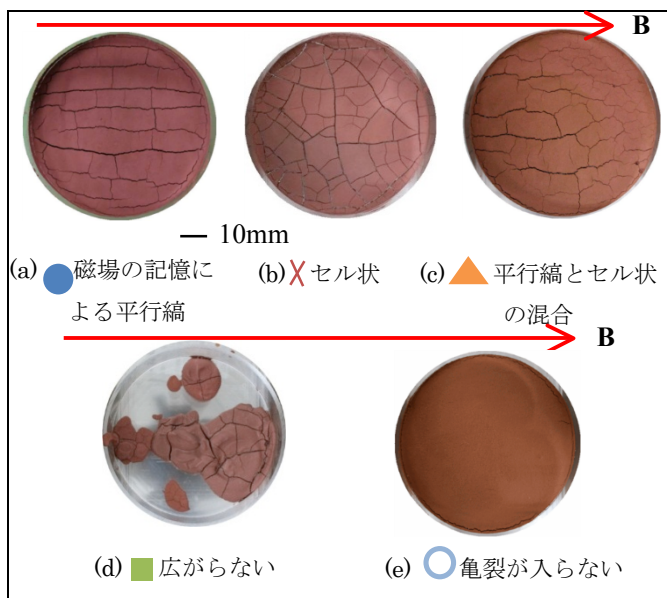 B
10mm
(a) 磁場の記憶に
よる平行縞
(b) セル状
(c) 平行縞とセル状
の混合
B
(d) 広がらない
(e) 亀裂が入らない